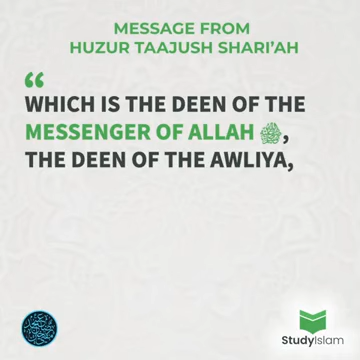 MESSAGE FROM
HUZUR TAAJUSH SHARI'AH
“
WHICH IS THE DEEN OF THE
MESSENGER OF ALLAH ﷺ,
THE DEEN OF THE AWLIYA,
StudyIslam